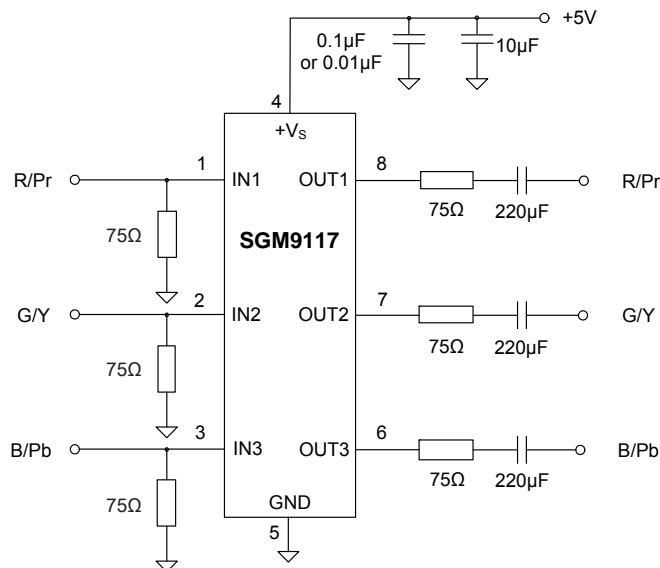 +5V
0.1µF
or 0.01µF
10µF
4
+VS
1
8
R/Pr
IN1
OUT1
R/Pr
75Ω
220µF
75Ω
SGM9117
2
7
G/Y
IN2
OUT2
G/Y
75Ω
220µF
75Ω
3
6
B/Pb
IN3
OUT3
B/Pb
75Ω
220µF
75Ω
GND
5